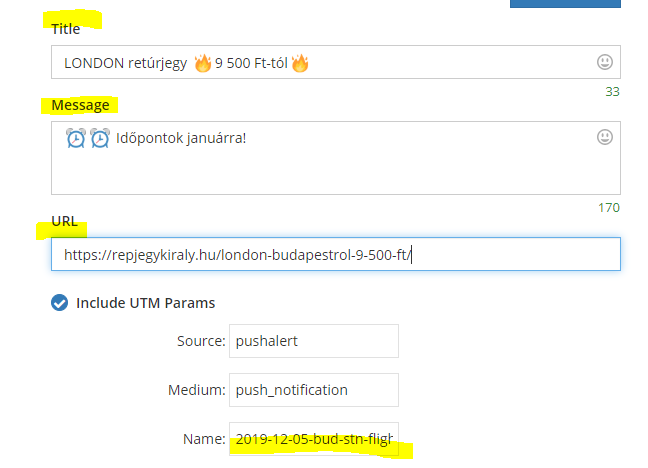 Title
LONDON retúrjegy 🔥9 500 Ft-tól🔥
33
Message
⏰⏰ Időpontok januárra!
170
URL
https://repjegykiraly.hu/london-budapestrol-9-500-ft/
Include UTM Params
Source: pushalert
Medium: push_notification
Name: 2019-12-05-bud-stn-fligh